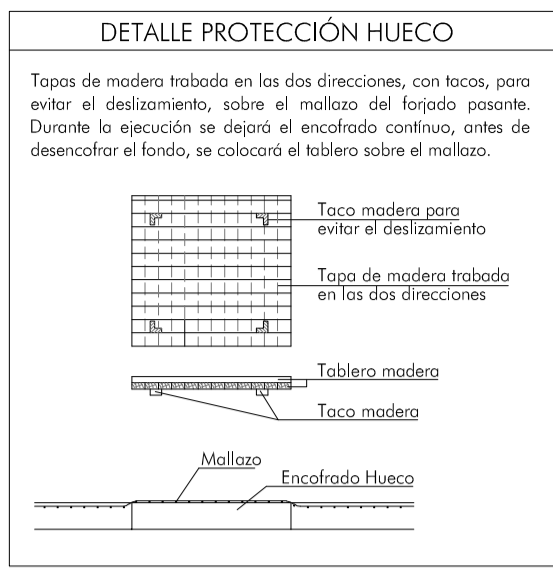 DETALLE PROTECCIÓN HUECO
Tapas de madera trabada en las dos direcciones, con tacos, para
evitar el deslizamiento, sobre el mallazo del forjado pasante.
Durante la ejecución se dejará el encofrado contínuo, antes de
desencofrar el fondo, se colocará el tablero sobre el mallazo.
Taco madera para
evitar el deslizamiento
Tapa de madera trabada
en las dos direcciones
Tablero madera
Taco madera
Mallazo
Encofrado Hueco